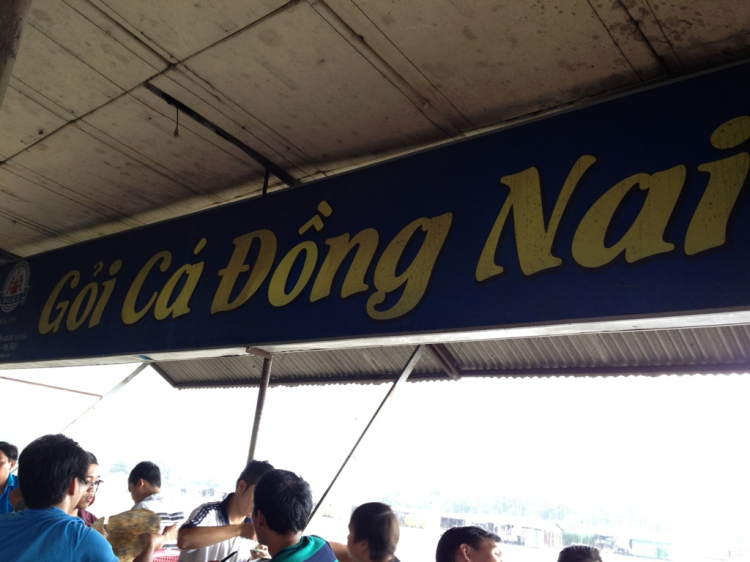 Gỏi Cá Đồng Nai